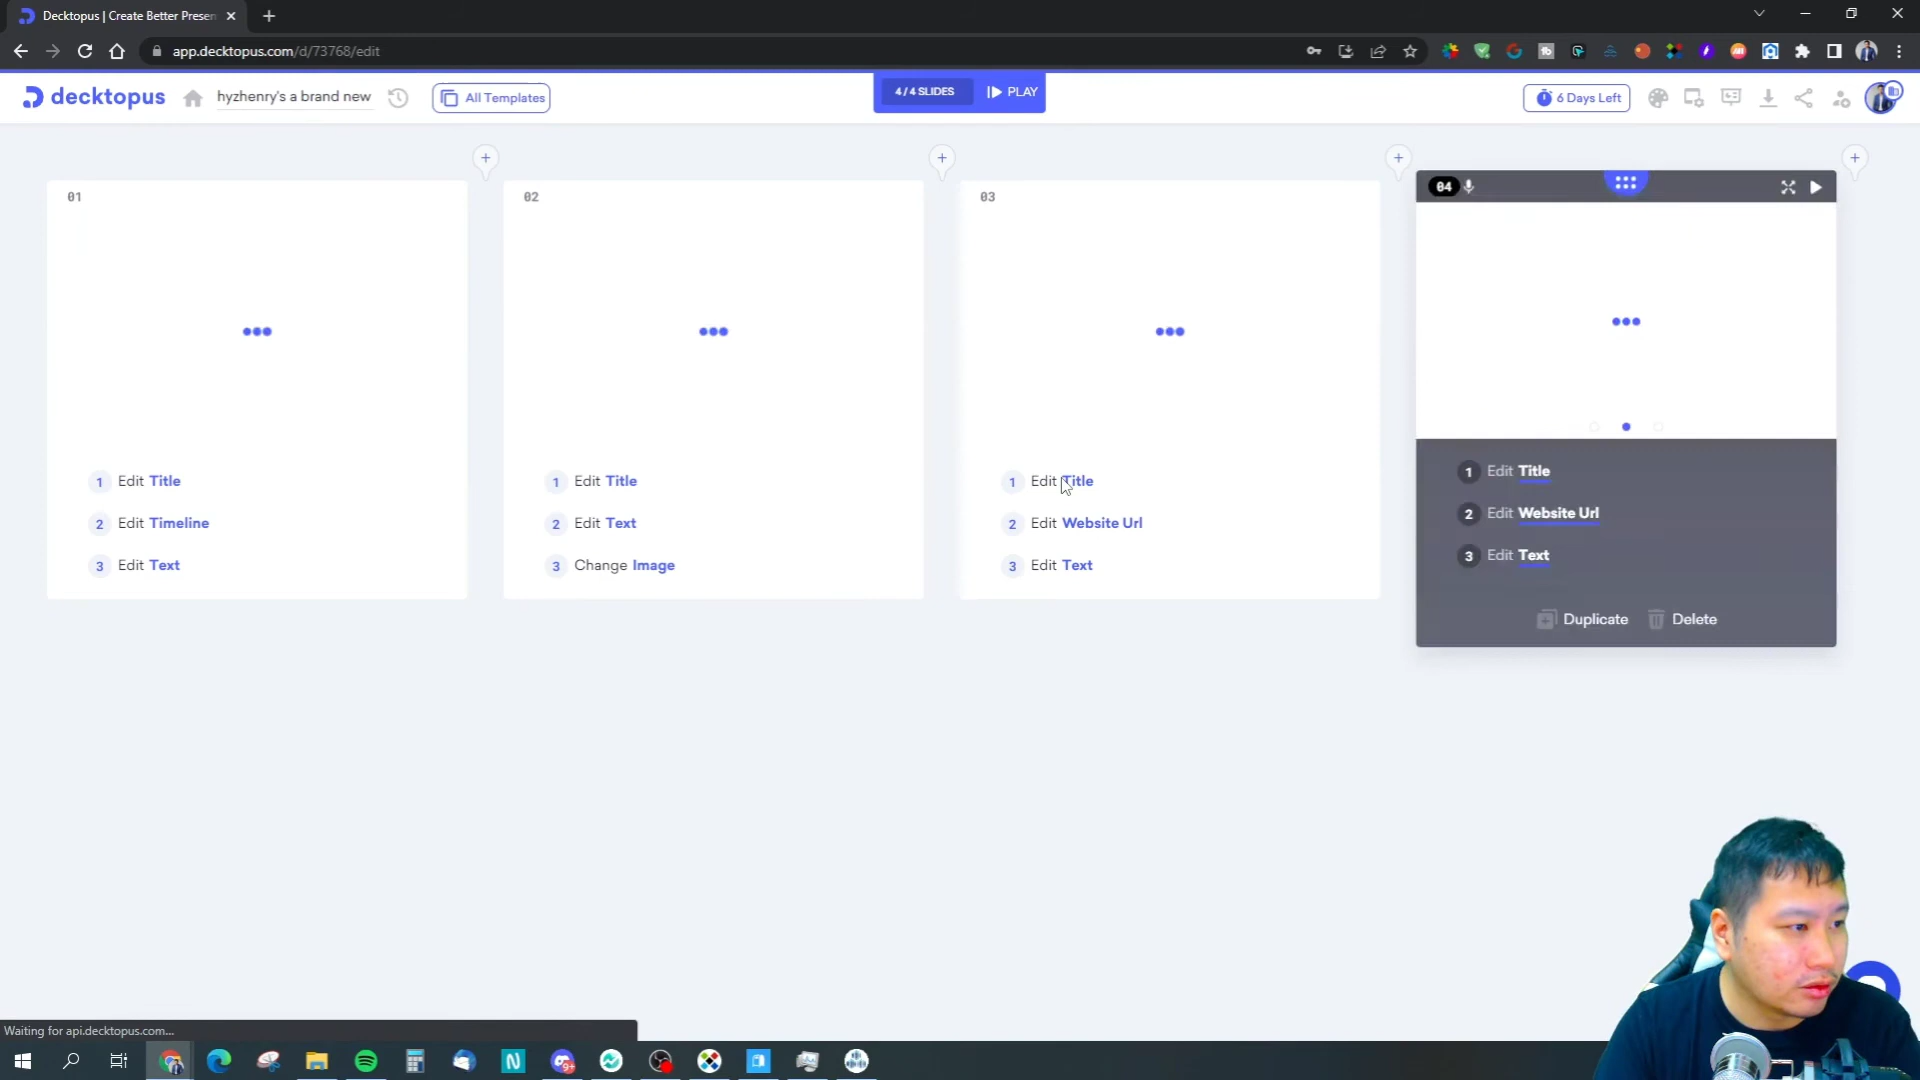 Decktopus | Create Better Presen
app.decktopus.com/d/73768/edit
decktopus
hyzhenry's a brand new
All Templates
4 / 4 SLIDES
PLAY
6 Days Left
01
02
03
04
1 Edit Title
2 Edit Timeline
3 Edit Text
1 Edit Title
2 Edit Text
3 Change Image
1 Edit Title
2 Edit Website Url
3 Edit Text
1 Edit Title
2 Edit Website Url
3 Edit Text
Duplicate
Delete
Waiting for api.decktopus.com...
9+